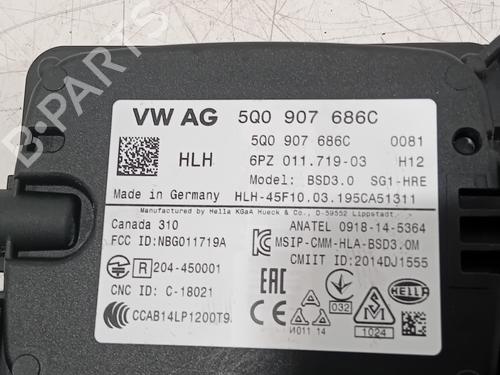 VW AG 5Q0 907 686C
5Q0 907 686C 0081
HLH 6PZ 011.719-03 H12
Model: BSD3.0 SG1-HRE
Made in Germany HLH-45F10.03.195CA51311
Manufactured by Hella KGaA Hueck & Co., D-59552 Lippstadt
Canada 310 ANATEL 0918-14-5364
FCC ID:NBG011719A MSIP-CMM-HLA-BSD3.0M
R 204-450001 CMIIT ID:2014DJ1555
CNC ID: C-18021 EAC 032 HELLA
CCAB14LP1200T9 И011 14 1024
B-PARTS